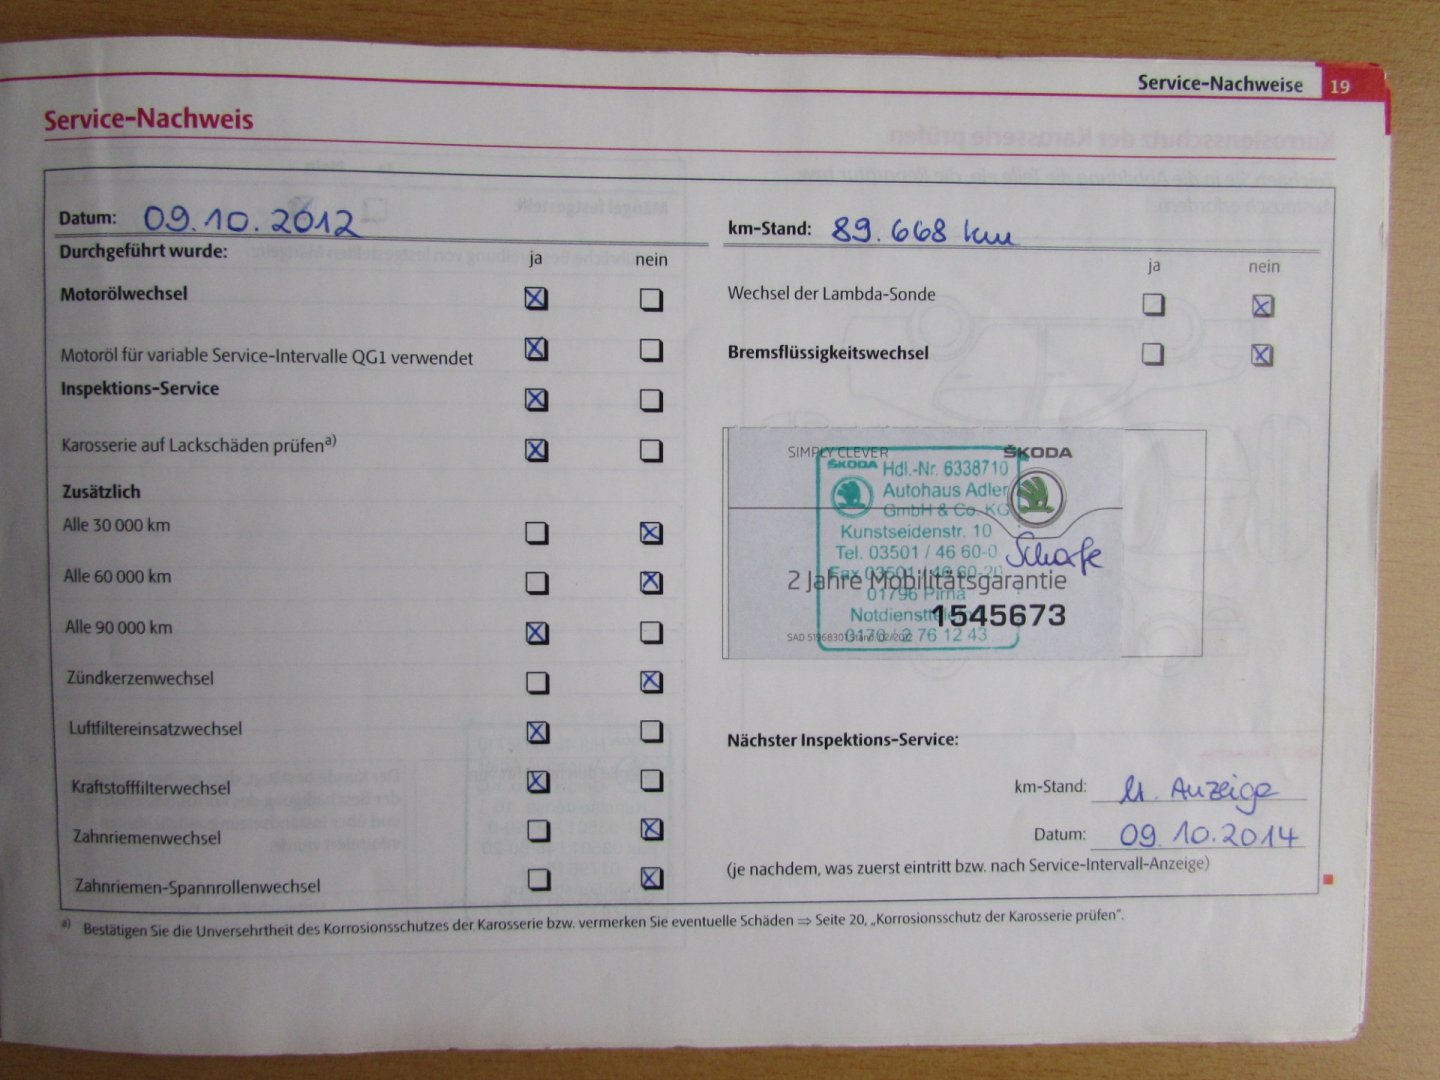 Service-Nachweise 19
Service-Nachweis
Datum: 09.10.2012
Durchgeführt wurde:
ja nein
Motorölwechsel
Motoröl für variable Service-Intervalle QG1 verwendet
Inspektions-Service
Karosserie auf Lackschäden prüfen a)
Zusätzlich
Alle 30 000 km
Alle 60 000 km
Alle 90 000 km
Zündkerzenwechsel
Luftfiltereinsatzwechsel
Kraftstofffilterwechsel
Zahnriemenwechsel
Zahnriemen-Spannrollenwechsel
km-Stand: 89.668 km
ja nein
Wechsel der Lambda-Sonde
Bremsflüssigkeitswechsel
SIMPLY CLEVER
ŠKODA
ŠKODA Hdl.-Nr. 6338710
Autohaus Adler
GmbH & Co. KG
Kunstseidenstr. 10
Tel. 03501 / 46 60-0
Fax 03501 / 46 60-20
01796 Pirna
2 Jahre Mobilitätsgarantie
1545673
Nächster Inspektions-Service:
km-Stand: Anzeige
Datum: 09.10.2014
(je nachdem, was zuerst eintritt bzw. nach Service-Intervall-Anzeige)
a) Bestätigen Sie die Unversehrtheit des Korrosionsschutzes der Karosserie bzw. vermerken Sie eventuelle Schäden ⇒ Seite 20, „Korrosionsschutz der Karosserie prüfen“.